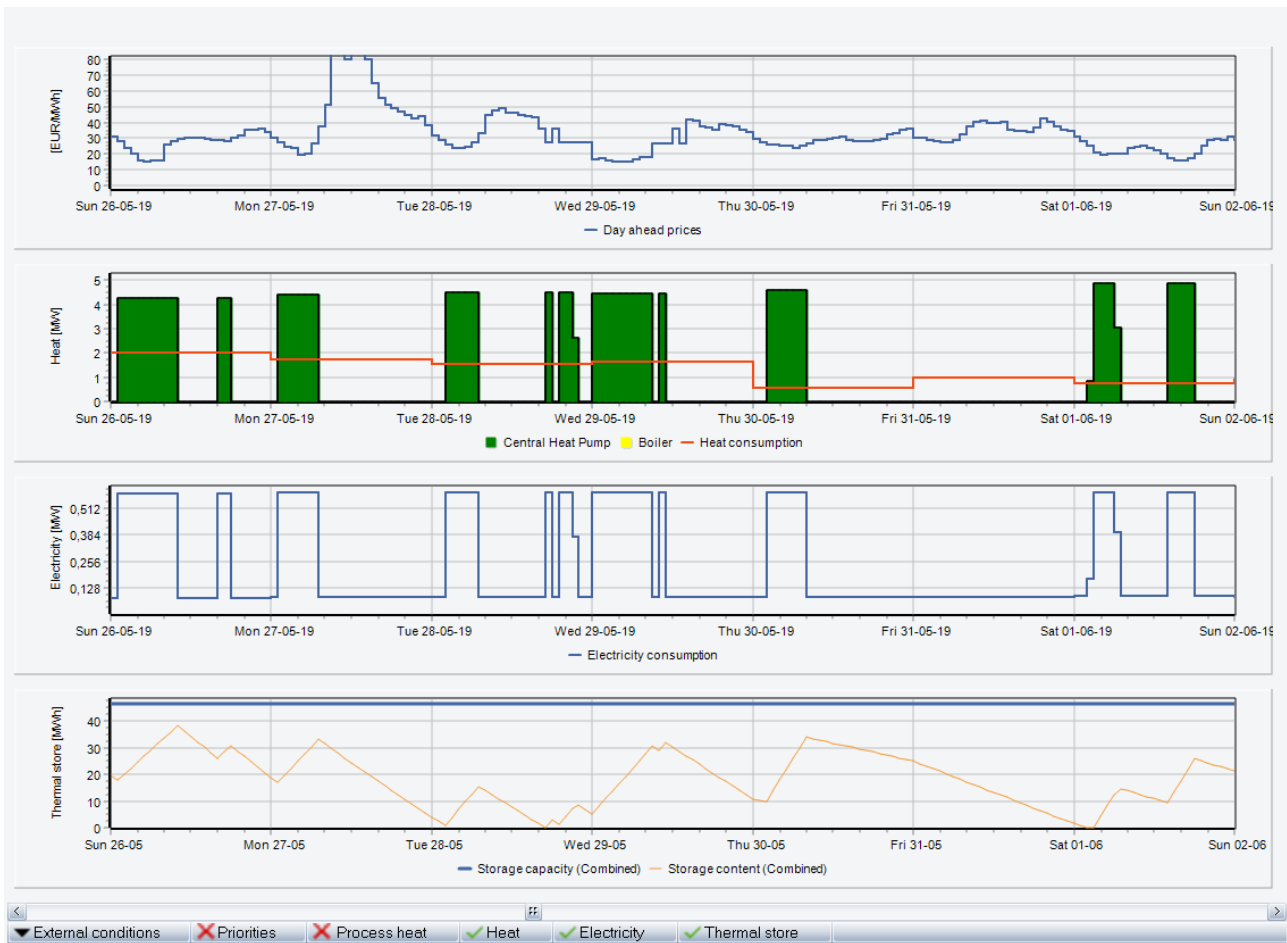 [EUR/MWh]
80
70
60
50
40
30
20
10
0
Sun 26-05-19 Mon 27-05-19 Tue 28-05-19 Wed 29-05-19 Thu 30-05-19 Fri 31-05-19 Sat 01-06-19 Sun 02-06-19
Day ahead prices
Heat [MW]
5
4
3
2
1
0
Sun 26-05-19 Mon 27-05-19 Tue 28-05-19 Wed 29-05-19 Thu 30-05-19 Fri 31-05-19 Sat 01-06-19 Sun 02-06-19
Central Heat Pump Boiler Heat consumption
Electricity [MW]
0,512
0,384
0,256
0,128
Sun 26-05-19 Mon 27-05-19 Tue 28-05-19 Wed 29-05-19 Thu 30-05-19 Fri 31-05-19 Sat 01-06-19 Sun 02-06-19
Electricity consumption
Thermal store [MWh]
40
30
20
10
0
Sun 26-05 Mon 27-05 Tue 28-05 Wed 29-05 Thu 30-05 Fri 31-05 Sat 01-06 Sun 02-06
Storage capacity (Combined) Storage content (Combined)
External conditions Priorities Process heat Heat Electricity Thermal store